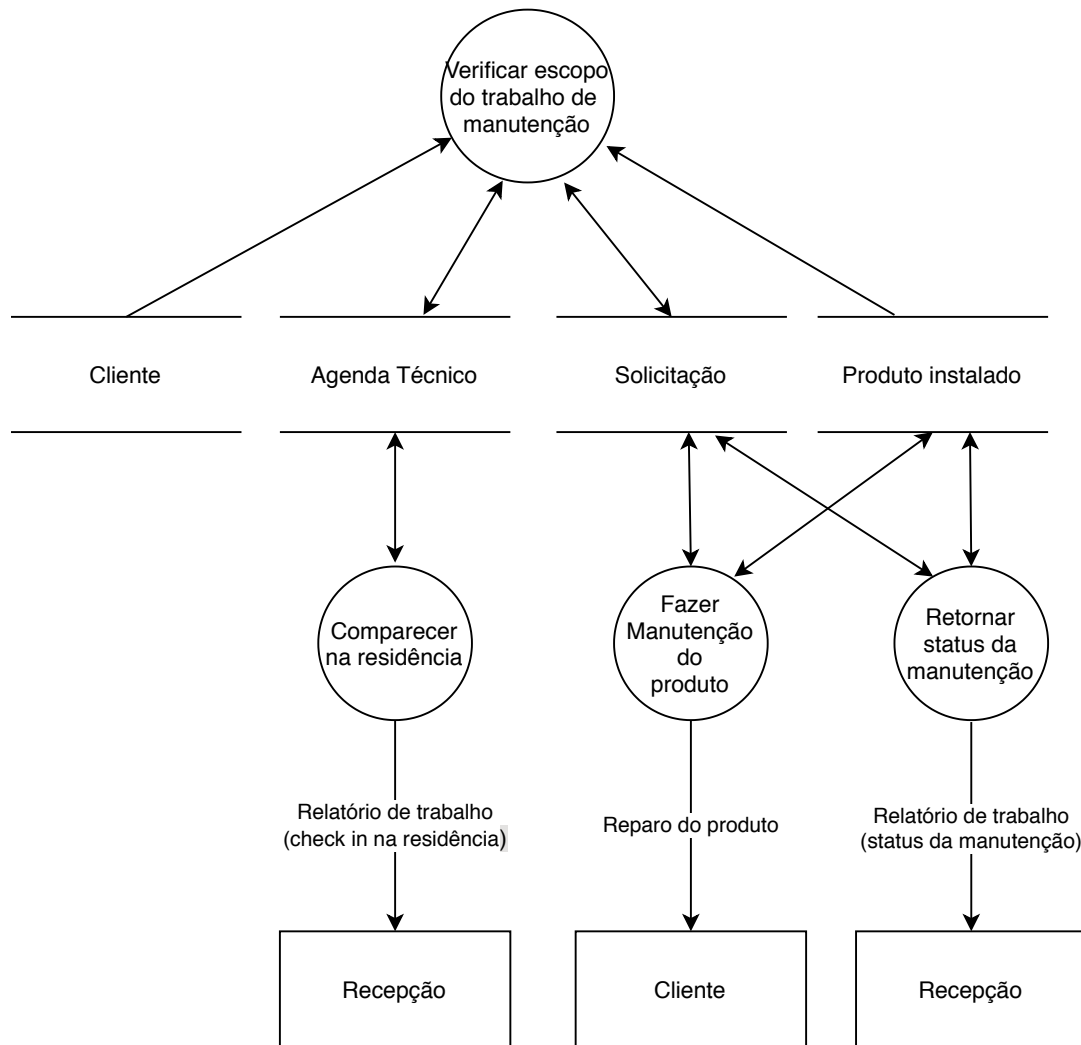 Verificar escopo
do trabalho de
manutenção
Cliente
Agenda Técnico
Solicitação
Produto instalado
Comparecer
na residência
Fazer
Manutenção
do
produto
Retornar
status da
manutenção
Relatório de trabalho
(check in na residência)
Reparo do produto
Relatório de trabalho
(status da manutenção)
Recepção
Cliente
Recepção